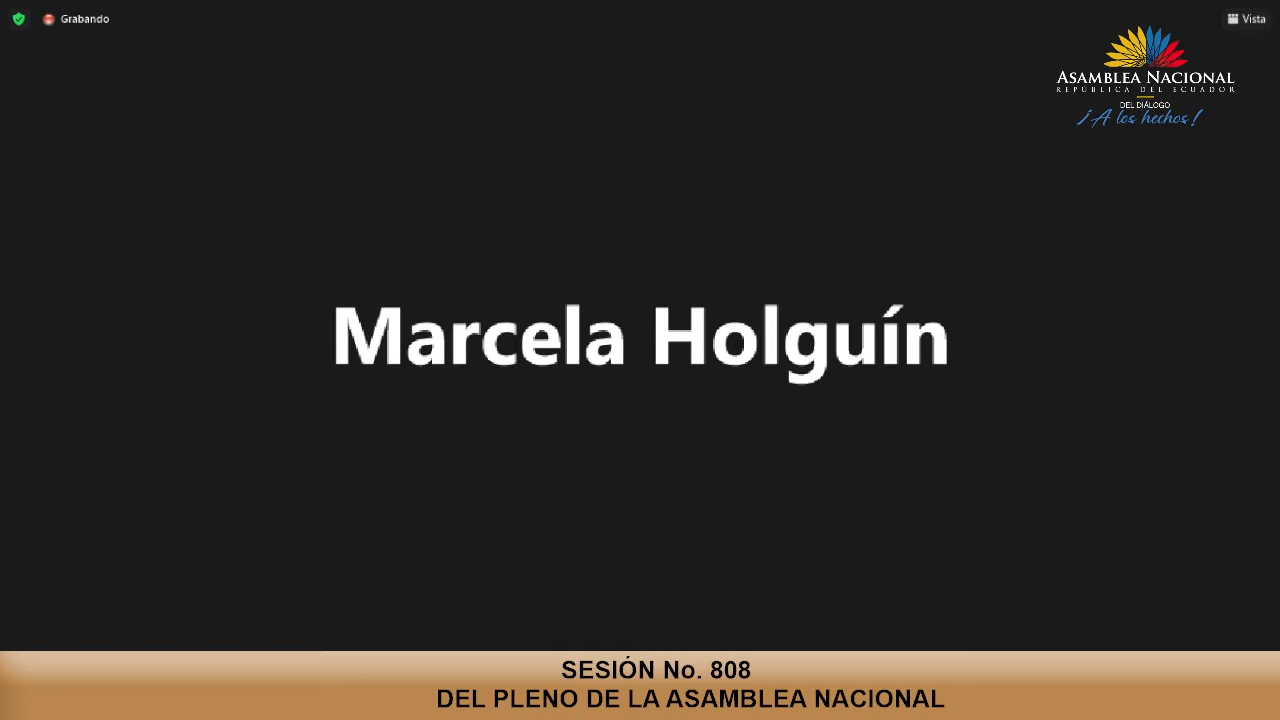 Grabando
Vista
ASAMBLEA NACIONAL
REPÚBLICA DEL ECUADOR
DEL DIÁLOGO
¡A los hechos!
Marcela Holguín
SESIÓN No. 808
DEL PLENO DE LA ASAMBLEA NACIONAL